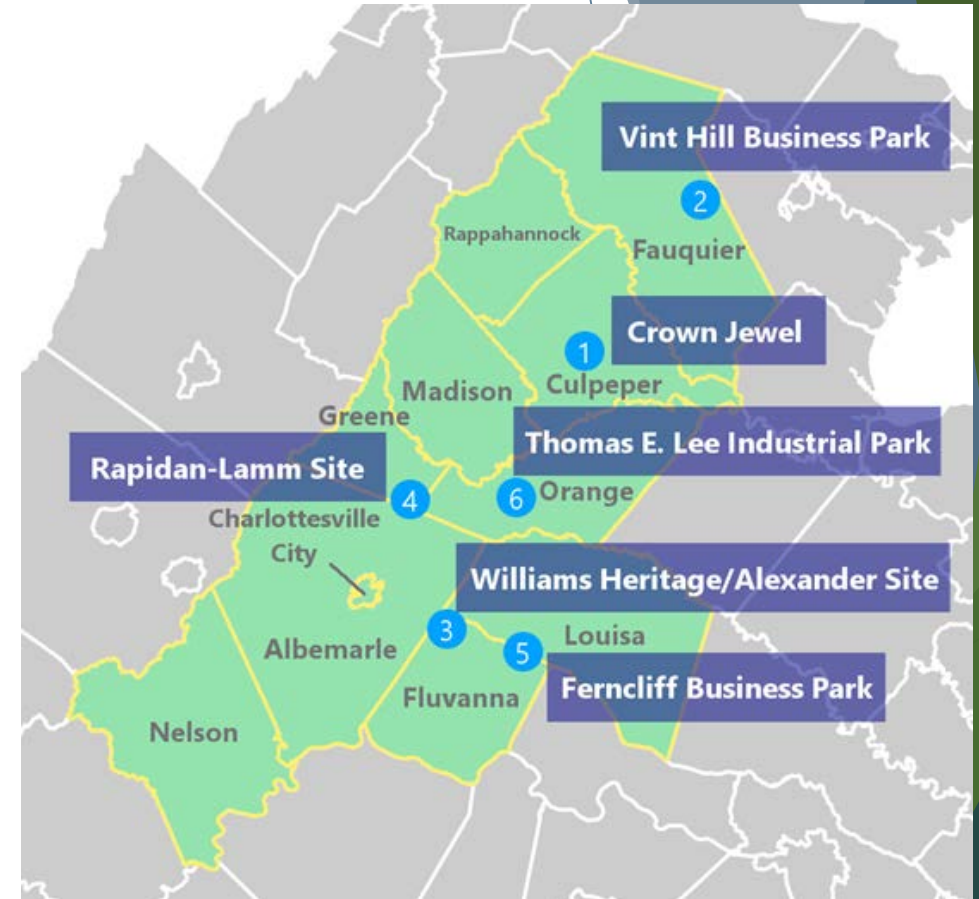 Vint Hill Business Park
2
Rappahannock
Fauquier
Crown Jewel
1
Culpeper
Madison
Greene
Thomas E. Lee Industrial Park
Rapidan-Lamm Site
4
6
Orange
Charlottesville
City
Williams Heritage/Alexander Site
3
Louisa
5
Albemarle
Ferncliff Business Park
Fluvanna
Nelson